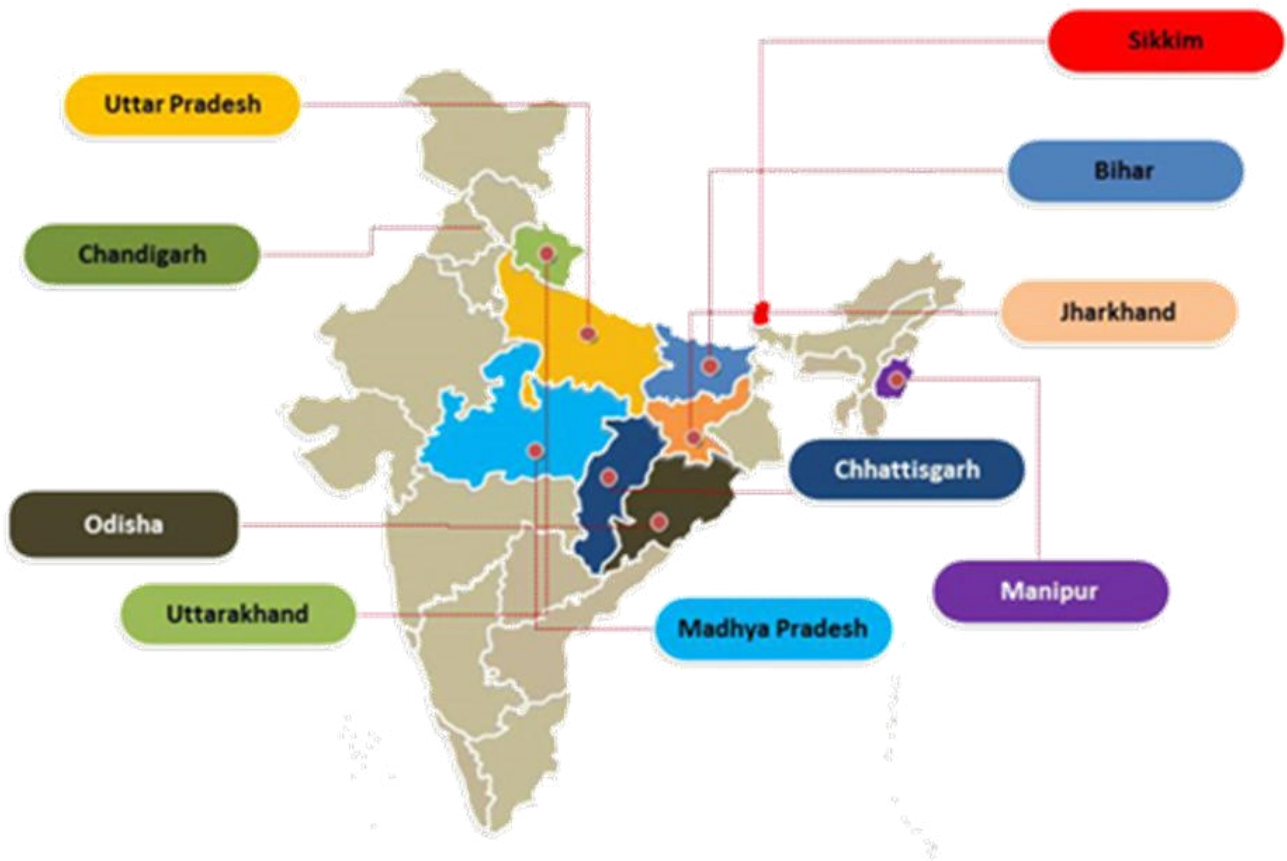 Sikkim
Uttar Pradesh
Bihar
Chandigarh
Jharkhand
Chhattisgarh
Odisha
Manipur
Uttarakhand
Madhya Pradesh